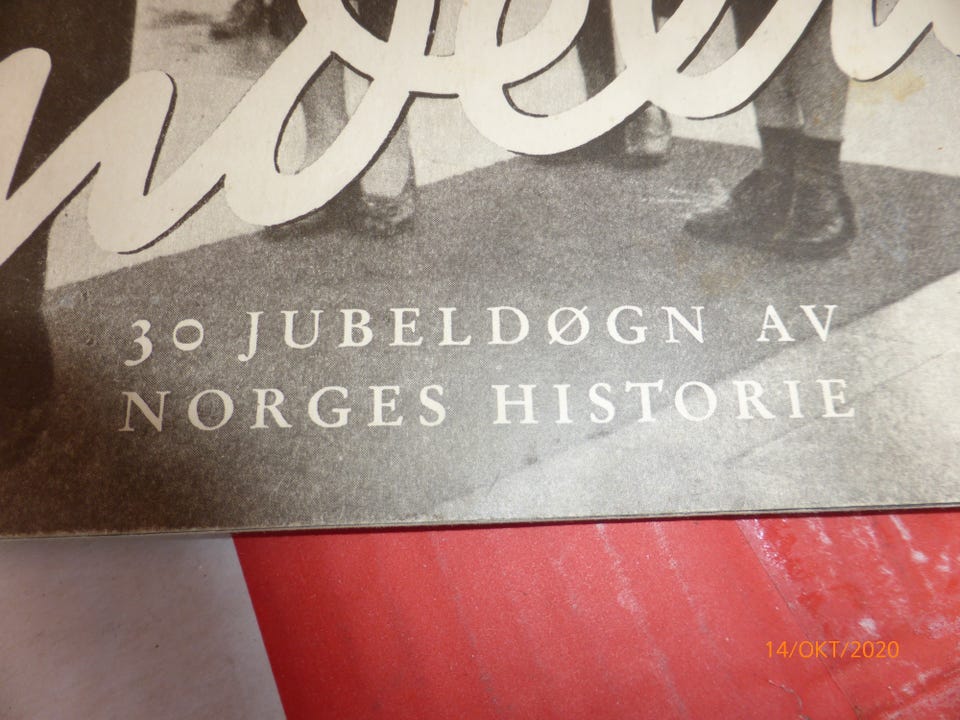 30 JUBELDØGN AV
NORGES HISTORIE
14/OKT/2020